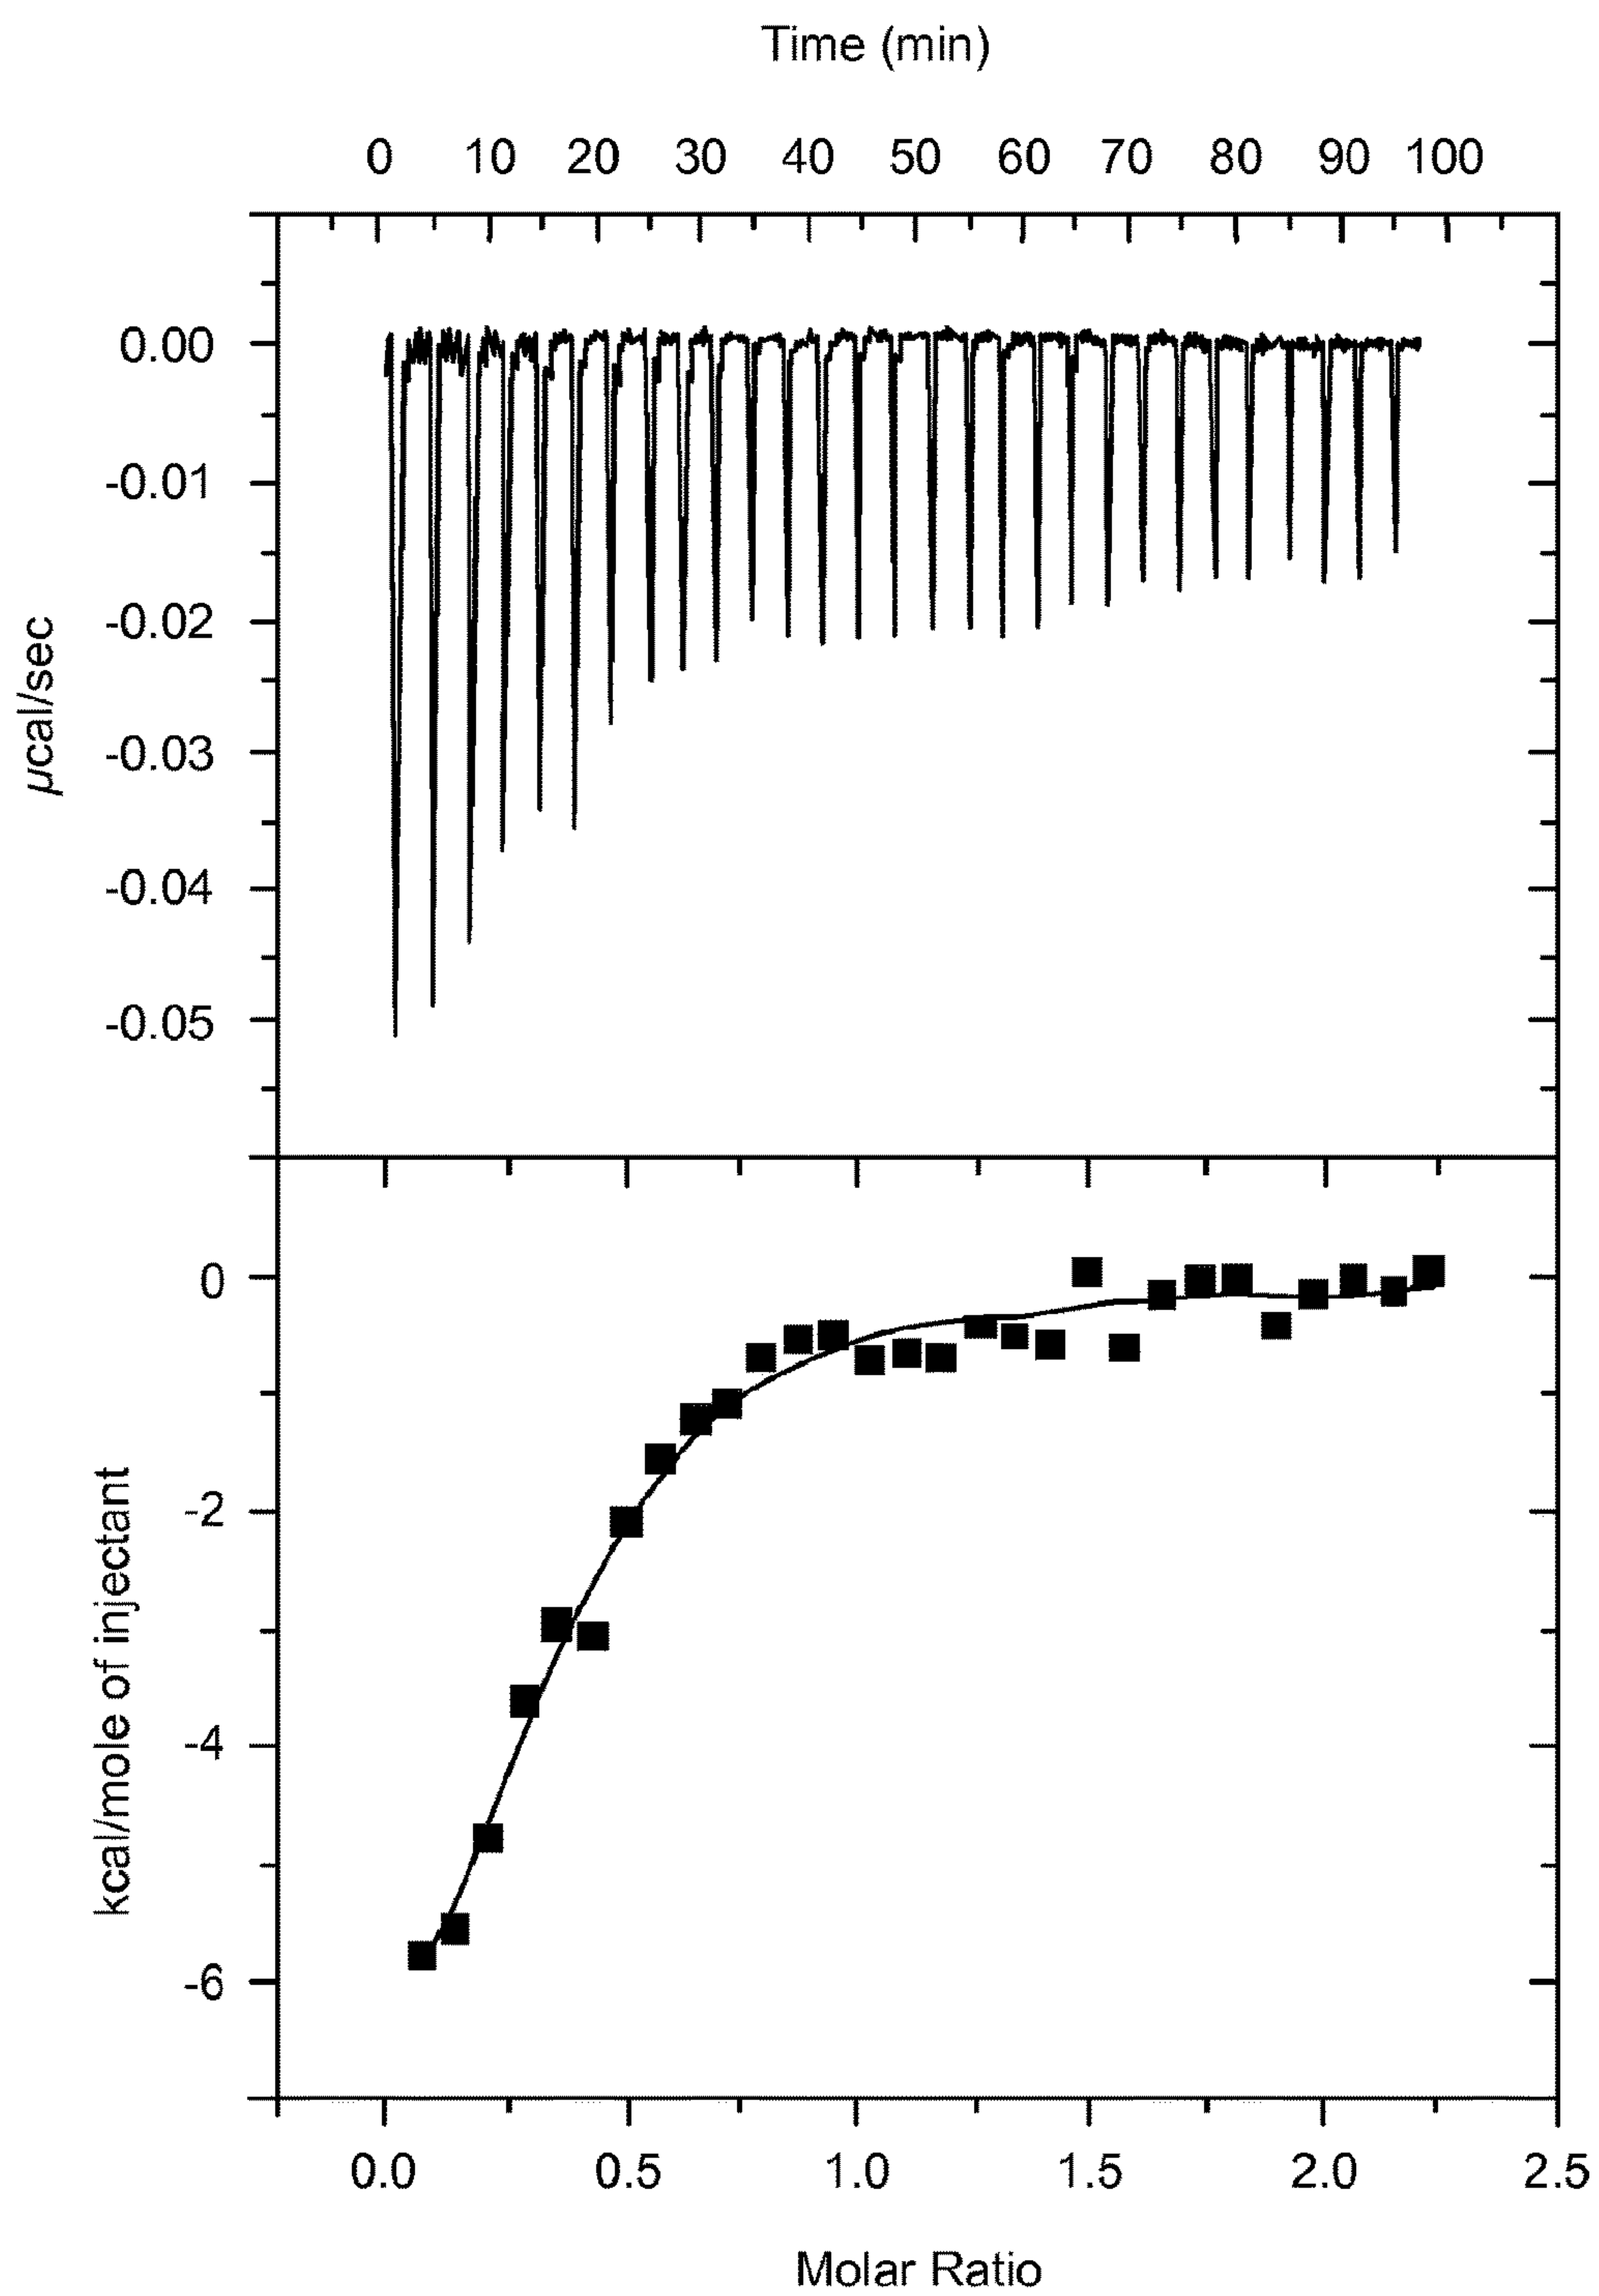 Time (min)
0 10 20 30 40 50 60 70 80 90 100
0.00
-0.01
-0.02
-0.03
-0.04
-0.05
µcal/sec
0
-2
-4
-6
kcal/mole of injectant
0.0 0.5 1.0 1.5 2.0 2.5
Molar Ratio